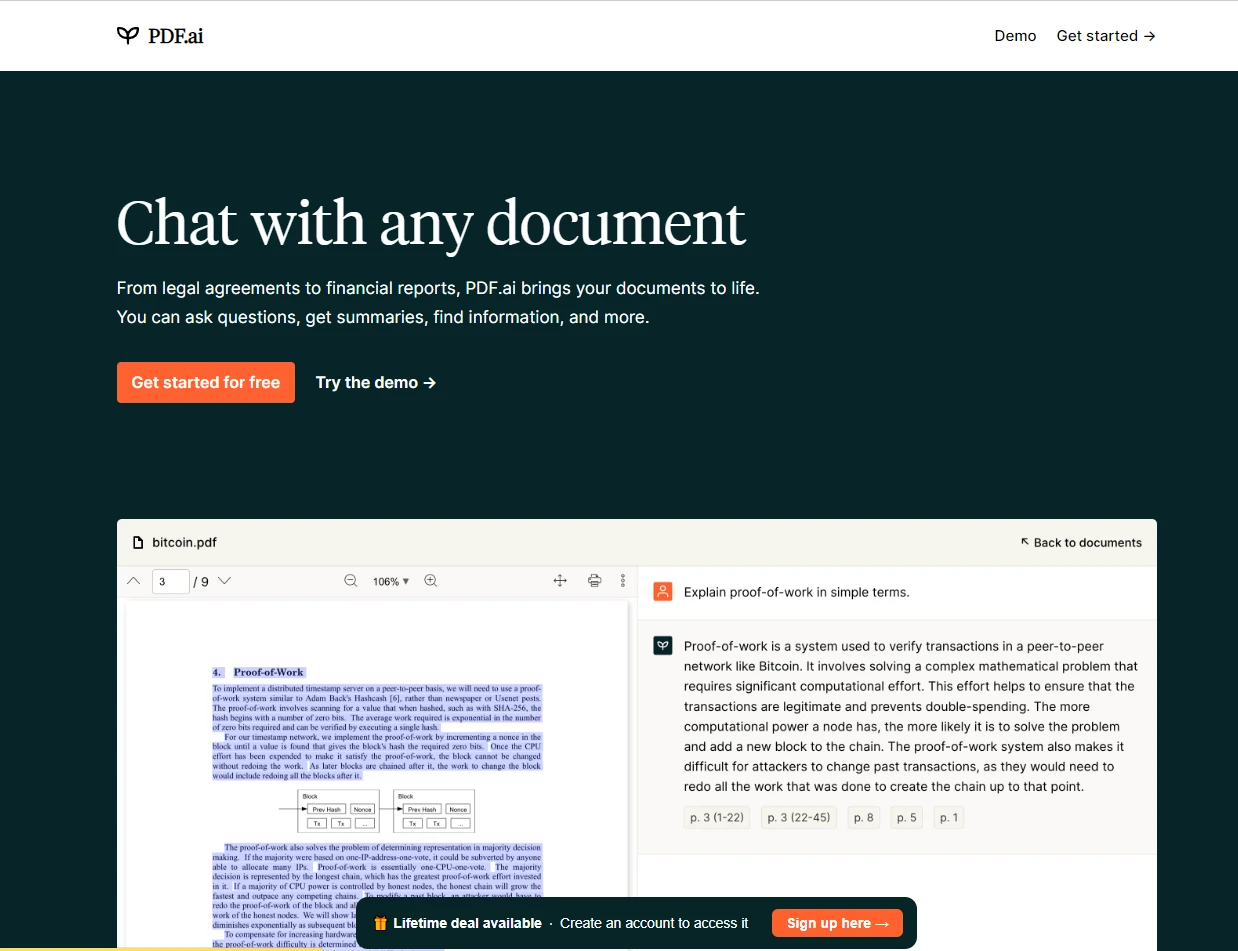 PDF.ai
Demo
Get started →
Chat with any document
From legal agreements to financial reports, PDF.ai brings your documents to life.
You can ask questions, get summaries, find information, and more.
Get started for free
Try the demo →
bitcoin.pdf
Back to documents
3 / 9
106%
4. Proof-of-Work
To implement a distributed timestamp server on a peer-to-peer basis, we will need to use a proof-
of-work system similar to Adam Back's Hashcash [6], rather than newspaper or Usenet posts.
The proof-of-work involves scanning for a value that when hashed, such as with SHA-256, the
hash begins with a number of zero bits. The average work required is exponential in the number
of zero bits required and can be verified by executing a single hash.
For our timestamp network, we implement the proof-of-work by incrementing a nonce in the
block until a value is found that gives the block's hash the required zero bits. Once the CPU
effort has been expended to make it satisfy the proof-of-work, the block cannot be changed
without redoing the work. As later blocks are chained after it, the work to change the block
would include redoing all the blocks after it.
Block
Block
Prev Hash
Nonce
Prev Hash
Nonce
Tx
Tx
...
Tx
Tx
...
The proof-of-work also solves the problem of determining representation in majority decision
making. If the majority were based on one-IP-address-one-vote, it could be subverted by anyone
able to allocate many IPs. Proof-of-work is essentially one-CPU-one-vote. The majority
decision is represented by the longest chain, which has the greatest proof-of-work effort invested
in it. If a majority of CPU power is controlled by honest nodes, the honest chain will grow the
fastest and outpace any competing chains. To modify a past block, an attacker would have to
redo the proof-of-work of the block and al
work of the honest nodes. We will show la
diminishes exponentially as subsequent blo
To compensate for increasing hardware
the proof-of-work difficulty is determined
Explain proof-of-work in simple terms.
Proof-of-work is a system used to verify transactions in a peer-to-peer
network like Bitcoin. It involves solving a complex mathematical problem that
requires significant computational effort. This effort helps to ensure that the
transactions are legitimate and prevents double-spending. The more
computational power a node has, the more likely it is to solve the problem
and add a new block to the chain. The proof-of-work system also makes it
difficult for attackers to change past transactions, as they would need to
redo all the work that was done to create the chain up to that point.
p. 3 (1-22)
p. 3 (22-45)
p. 8
p. 5
p. 1
Lifetime deal available · Create an account to access it
Sign up here →